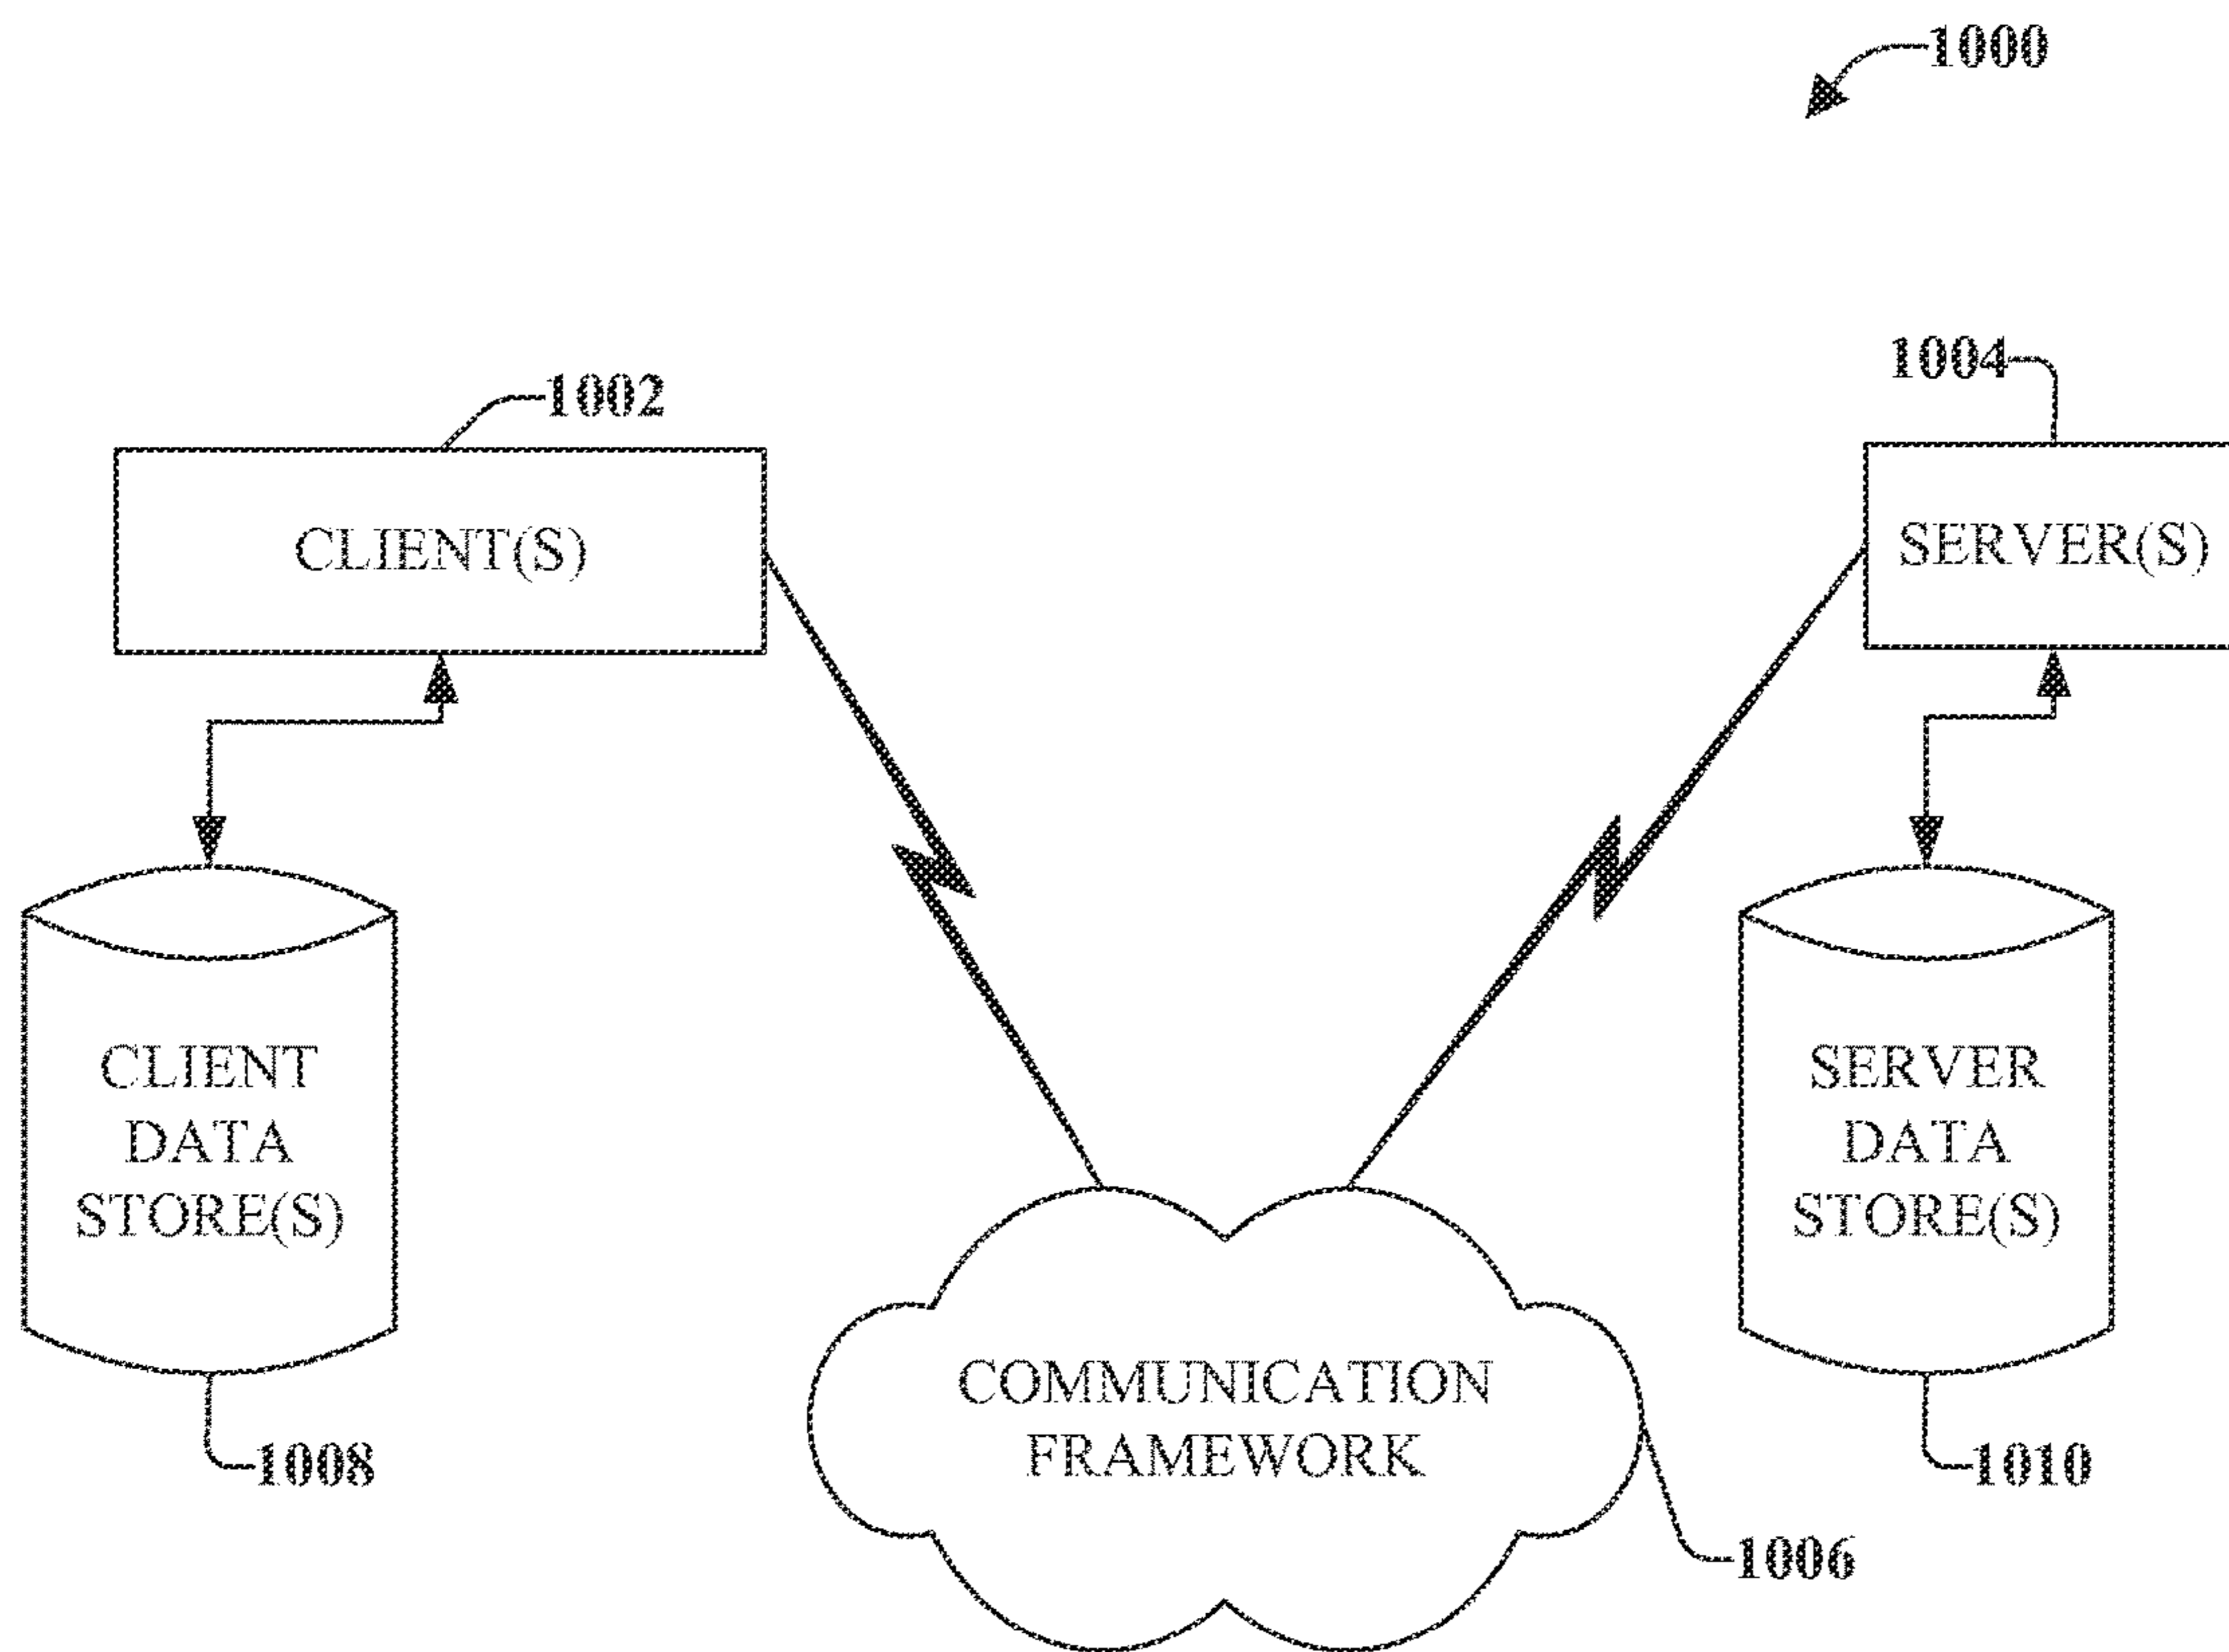 1000
1002
1004
CLIENT(S)
SERVER(S)
CLIENT
DATA
STORE(S)
SERVER
DATA
STORE(S)
COMMUNICATION
FRAMEWORK
1008
1010
1006